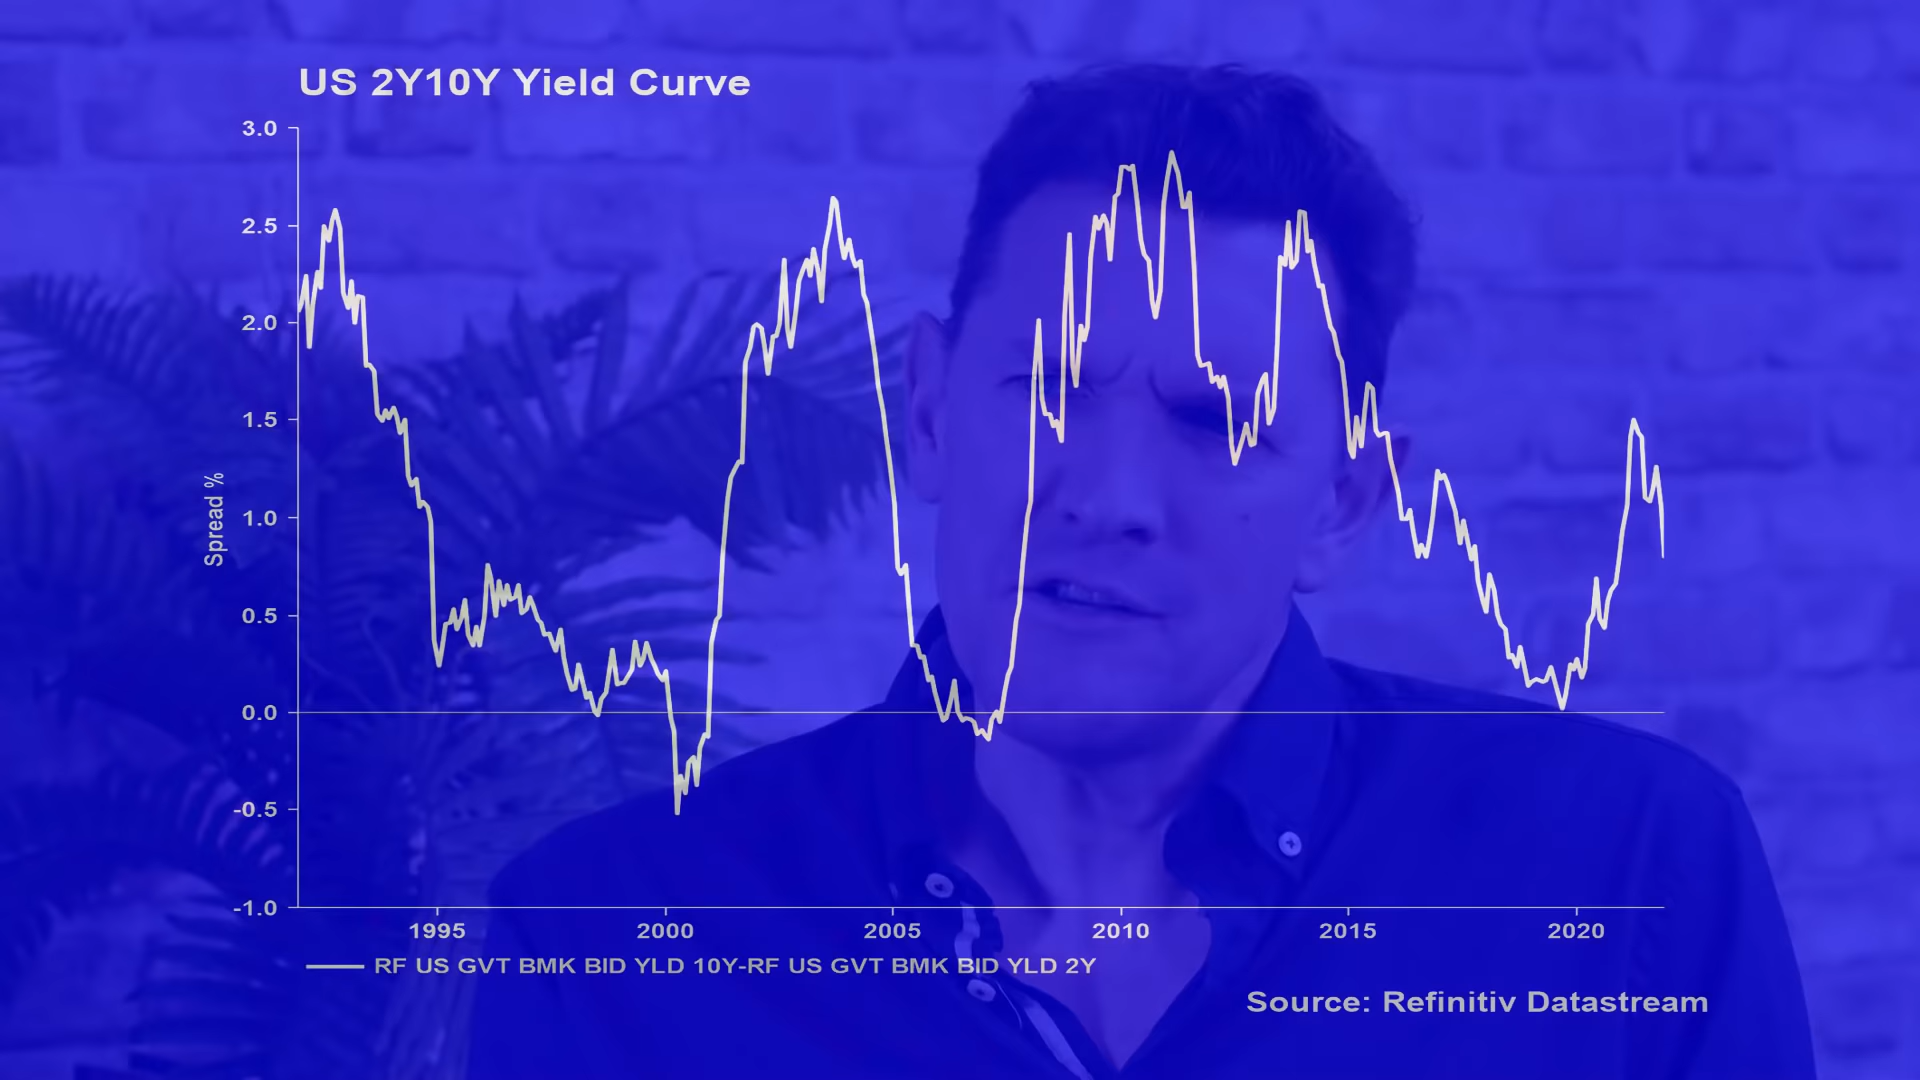 US 2Y10Y Yield Curve
3.0
2.5
2.0
1.5
1.0
0.5
0.0
-0.5
-1.0
Spread %
1995 2000 2005 2010 2015 2020
RF US GVT BMK BID YLD 10Y-RF US GVT BMK BID YLD 2Y
Source: Refinitiv Datastream